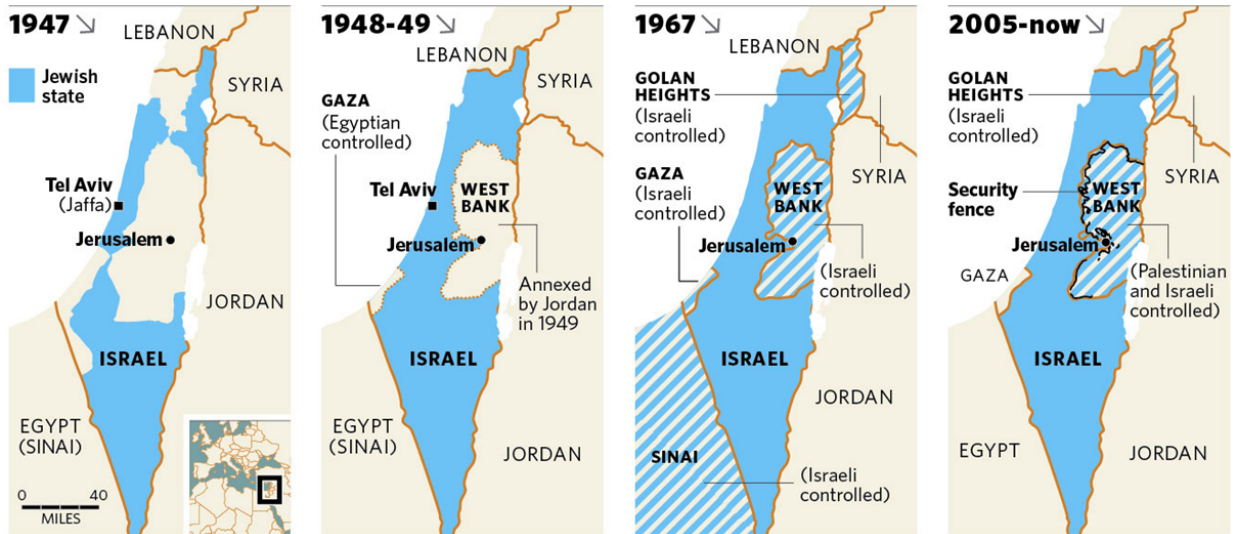 1947
LEBANON
Jewish
state
SYRIA
Tel Aviv
(Jaffa)
Jerusalem
JORDAN
ISRAEL
EGYPT
(SINAI)
0 40
MILES
1948-49
LEBANON
SYRIA
GAZA
(Egyptian
controlled)
Tel Aviv
WEST
BANK
Jerusalem
Annexed
by Jordan
in 1949
ISRAEL
EGYPT
(SINAI)
JORDAN
1967
LEBANON
GOLAN
HEIGHTS
(Israeli
controlled)
SYRIA
GAZA
(Israeli
controlled)
WEST
BANK
Jerusalem
(Israeli
controlled)
ISRAEL
JORDAN
SINAI
(Israeli
controlled)
2005-now
LEBANON
GOLAN
HEIGHTS
(Israeli
controlled)
SYRIA
Security
fence
WEST
BANK
Jerusalem
GAZA
(Palestinian
and Israeli
controlled)
ISRAEL
EGYPT
JORDAN